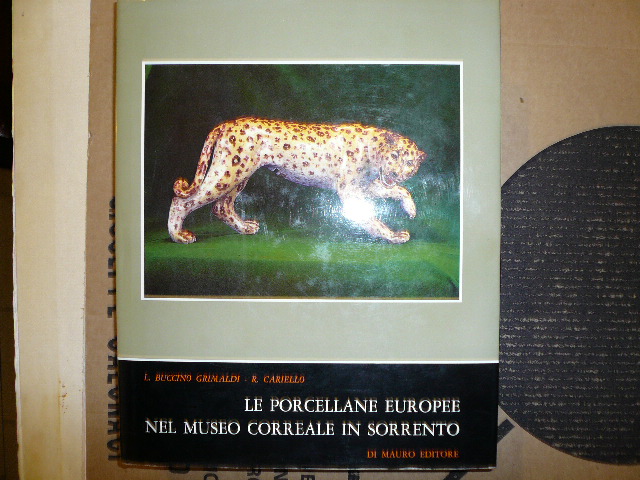 L. BUCCINO GRIMALDI - R. CARIELLO
LE PORCELLANE EUROPEE
NEL MUSEO CORREALE IN SORRENTO
DI MAURO EDITORE